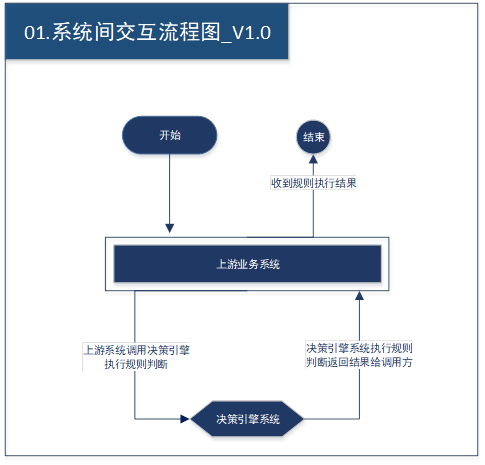 01.系统间交互流程图_V1.0
开始
结束
收到规则执行结果
上游业务系统
上游系统调用决策引擎
执行规则判断
决策引擎系统执行规则
判断返回结果给调用方
决策引擎系统